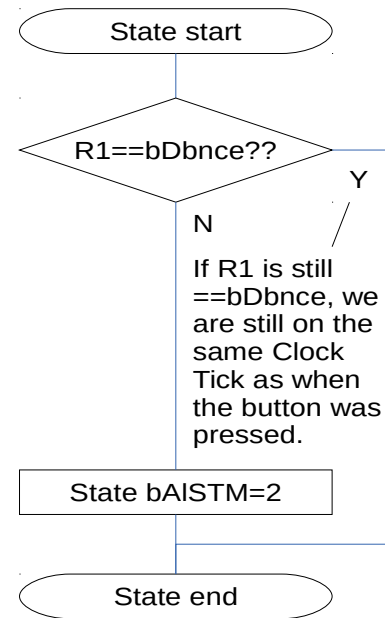 State start
R1==bDbnce??
Y
N
If R1 is still
==bDbnce, we
are still on the
same Clock
Tick as when
the button was
pressed.
State bAlSTM=2
State end